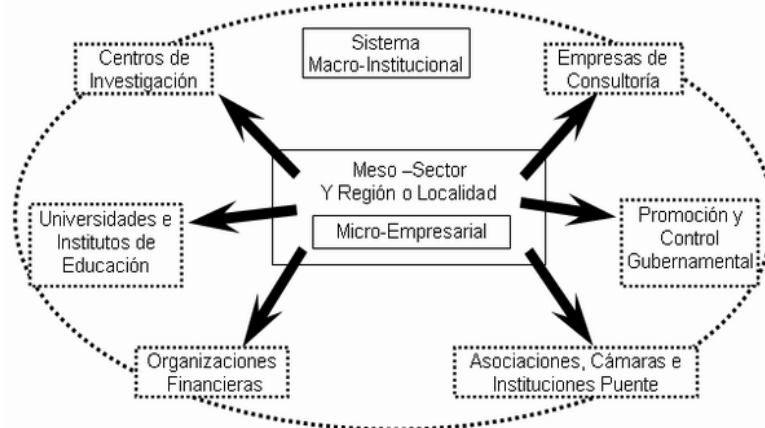 Sistema
Macro-Institucional
Centros de
Investigación
Empresas de
Consultoría
Meso –Sector
Y Región o Localidad
Micro-Empresarial
Universidades e
Institutos de
Educación
Promoción y
Control
Gubernamental
Organizaciones
Financieras
Asociaciones, Cámaras e
Instituciones Puente